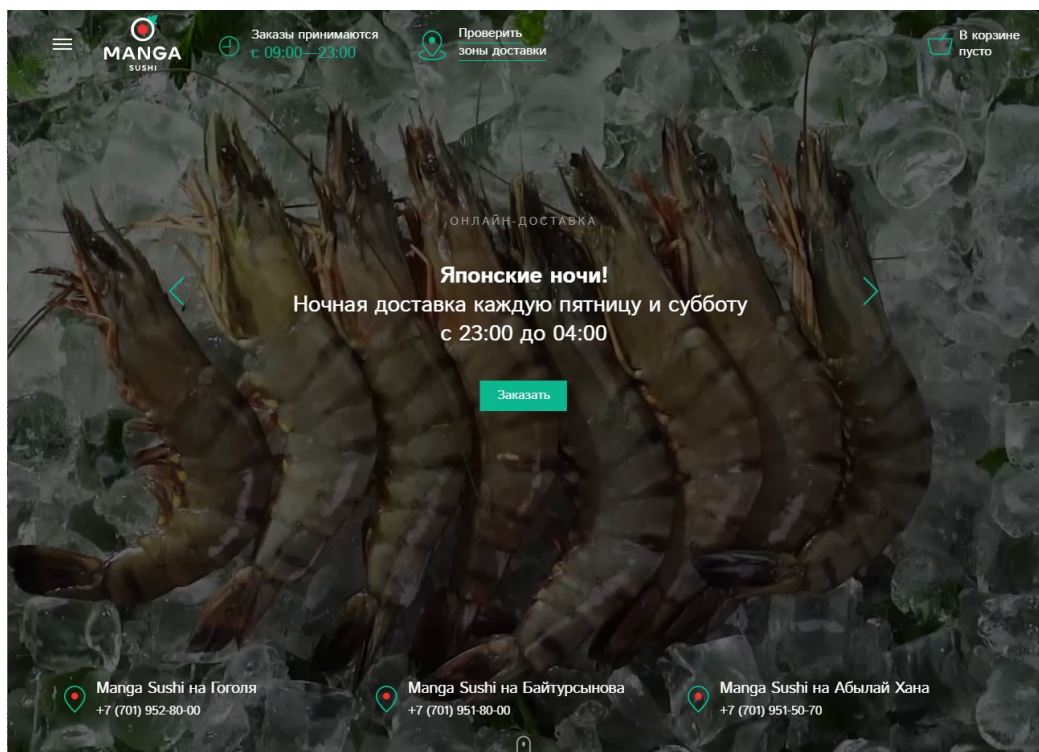 MANGA
SUSHI
Заказы принимаются
с 09:00—23:00
Проверить
зоны доставки
В корзине
пусто
ОНЛАЙН-ДОСТАВКА
Японские ночи!
Ночная доставка каждую пятницу и субботу
с 23:00 до 04:00
Заказать
Manga Sushi на Гоголя
+7 (701) 952-80-00
Manga Sushi на Байтурсынова
+7 (701) 951-80-00
Manga Sushi на Абылай Хана
+7 (701) 951-50-70